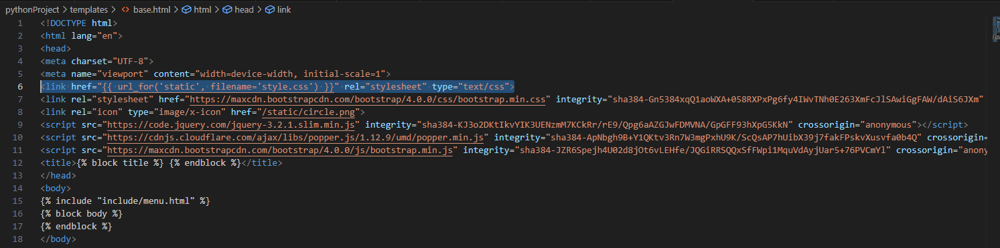 pythonProject > templates > <> base.html > html > head > link
1 <!DOCTYPE html>
2 <html lang="en">
3 <head>
4 <meta charset="UTF-8">
5 <meta name="viewport" content="width=device-width, initial-scale=1">
6 <link href="{{ url_for('static', filename='style.css') }}" rel="stylesheet" type="text/css">
7 <link rel="stylesheet" href="https://maxcdn.bootstrapcdn.com/bootstrap/4.0.0/css/bootstrap.min.css" integrity="sha384-Gn5384xqQ1aoWXA+058RXPxPg6fy4IWvTNh0E263XmFcJlSAwiGgFAW/dAiS6JXm"
8 <link rel="icon" type="image/x-icon" href="/static/circle.png">
9 <script src="https://code.jquery.com/jquery-3.2.1.slim.min.js" integrity="sha384-KJ3o2DKtIkvYIK3UENzmM7KCkRr/rE9/Qpg6aAZGJwFDMVNA/GpGFF93hXpG5KkN" crossorigin="anonymous"></script>
10 <script src="https://cdnjs.cloudflare.com/ajax/libs/popper.js/1.12.9/umd/popper.min.js" integrity="sha384-ApNbgh9B+Y1QKtv3Rn7W3mgPxhU9K/ScQsAP7hUibX39j7fakFPskvXusvfa0b4Q" crossorigin=
11 <script src="https://maxcdn.bootstrapcdn.com/bootstrap/4.0.0/js/bootstrap.min.js" integrity="sha384-JZR6Spejh4U02d8jOt6vLEHfe/JQGiRRSQQxSfFWpi1MquVdAyjUar5+76PVCmYl" crossorigin="anony
12 <title>{% block title %} {% endblock %}</title>
13 </head>
14 <body>
15 {% include "include/menu.html" %}
16 {% block body %}
17 {% endblock %}
18 </body>